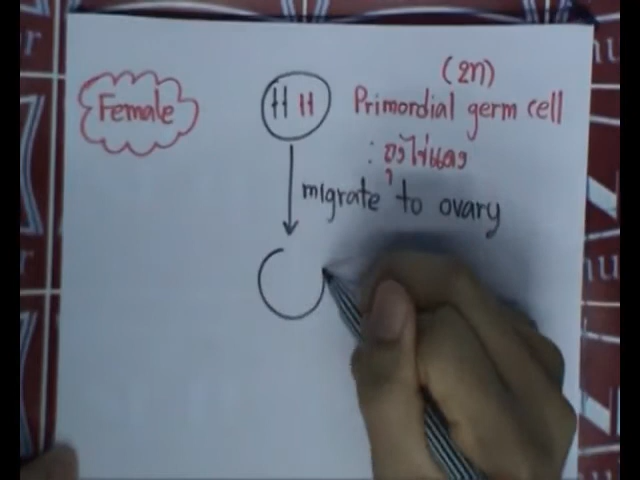 (2n)
Female
Primordial germ cell
: ถุงไข่แดง
migrate to ovary